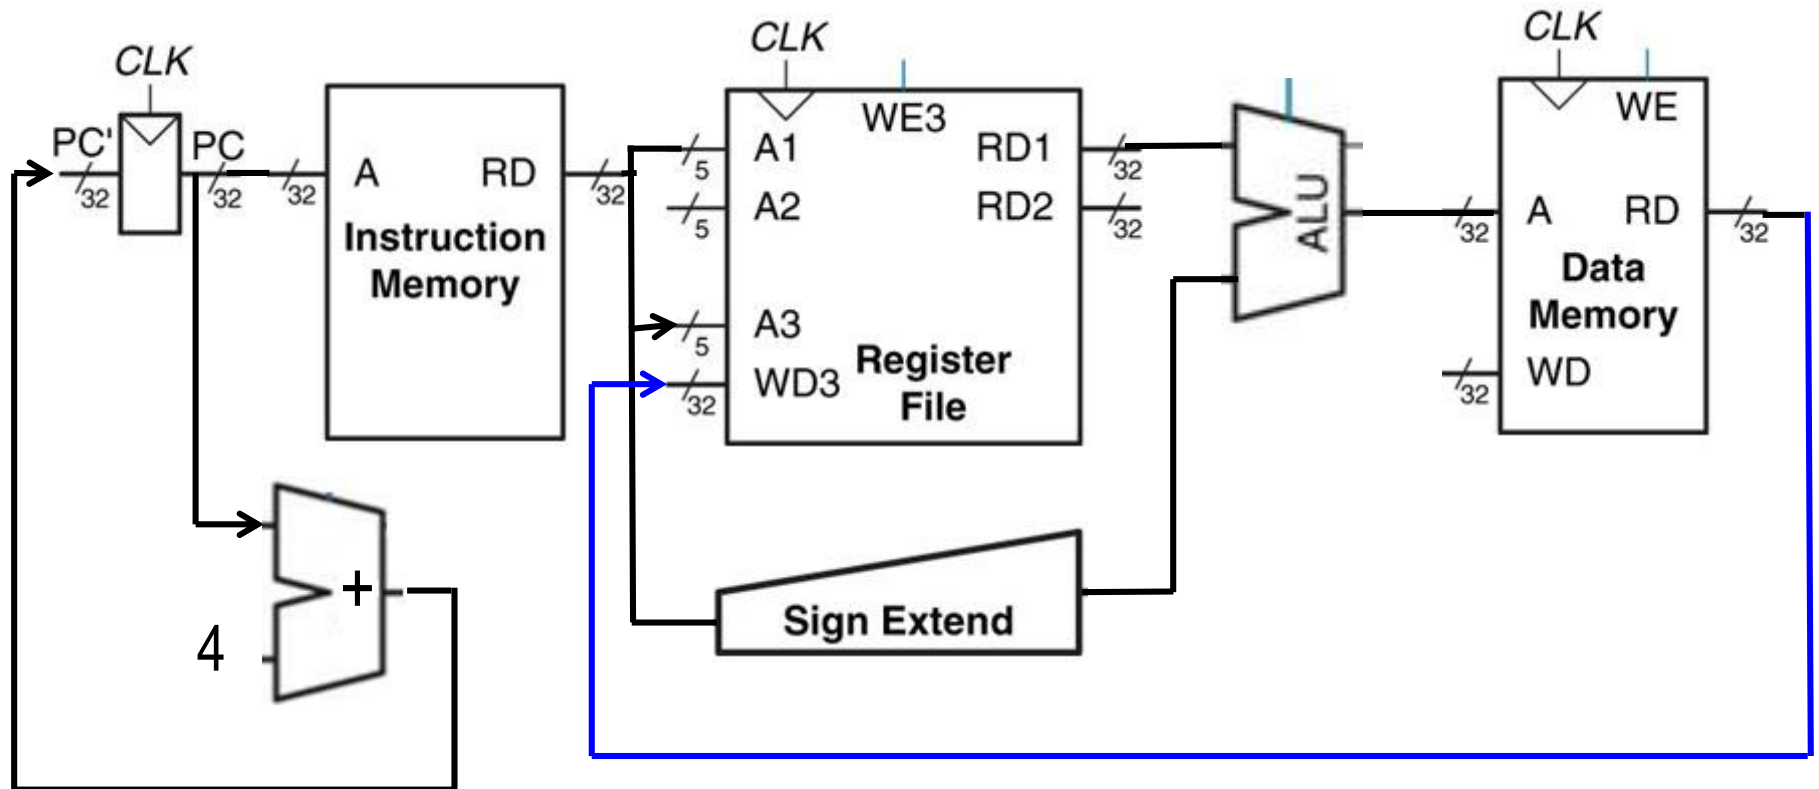 CLK
CLK
CLK
PC'
PC
32
32
32
A
RD
32
Instruction
Memory
WE3
A1
5
A2
5
A3
5
WD3
32
RD1
32
RD2
32
Register
File
ALU
WE
32
A
RD
32
Data
Memory
WD
32
+
4
Sign Extend